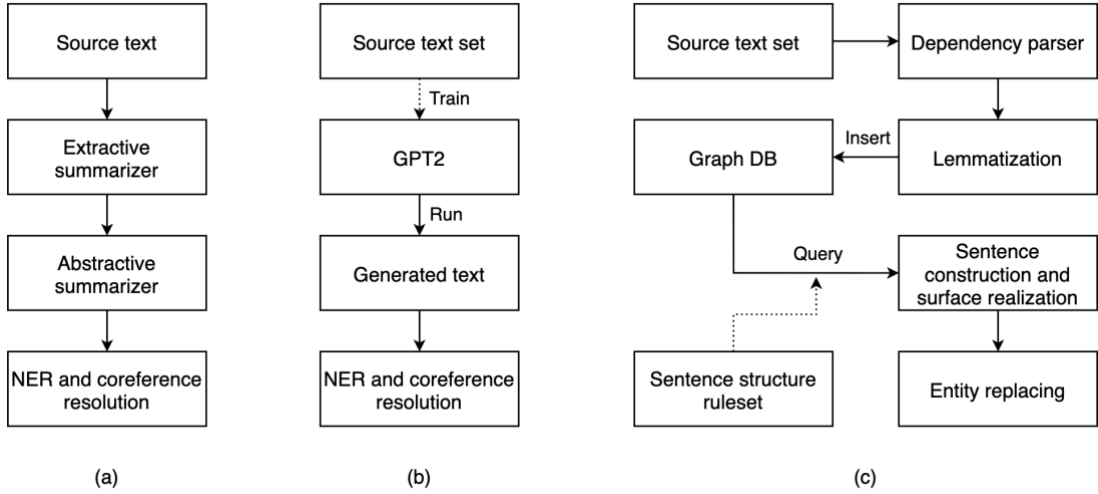 Source text
Extractive
summarizer
Abstractive
summarizer
NER and coreference
resolution
(a)
Source text set
Train
GPT2
Run
Generated text
NER and coreference
resolution
(b)
Source text set
Dependency parser
Lemmatization
Insert
Graph DB
Query
Sentence
construction and
surface realization
Sentence structure
ruleset
Entity replacing
(c)